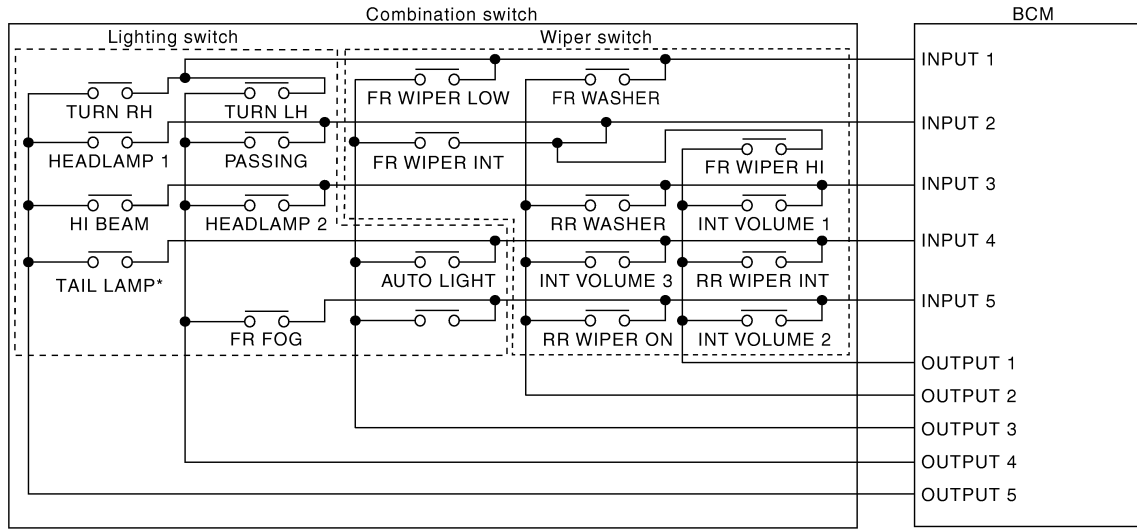 Combination switch
BCM
Lighting switch
Wiper switch
INPUT 1
TURN RH
TURN LH
FR WIPER LOW
FR WASHER
INPUT 2
HEADLAMP 1
PASSING
FR WIPER INT
FR WIPER HI
INPUT 3
HI BEAM
HEADLAMP 2
RR WASHER
INT VOLUME 1
INPUT 4
TAIL LAMP*
AUTO LIGHT
INT VOLUME 3
RR WIPER INT
INPUT 5
FR FOG
RR WIPER ON
INT VOLUME 2
OUTPUT 1
OUTPUT 2
OUTPUT 3
OUTPUT 4
OUTPUT 5